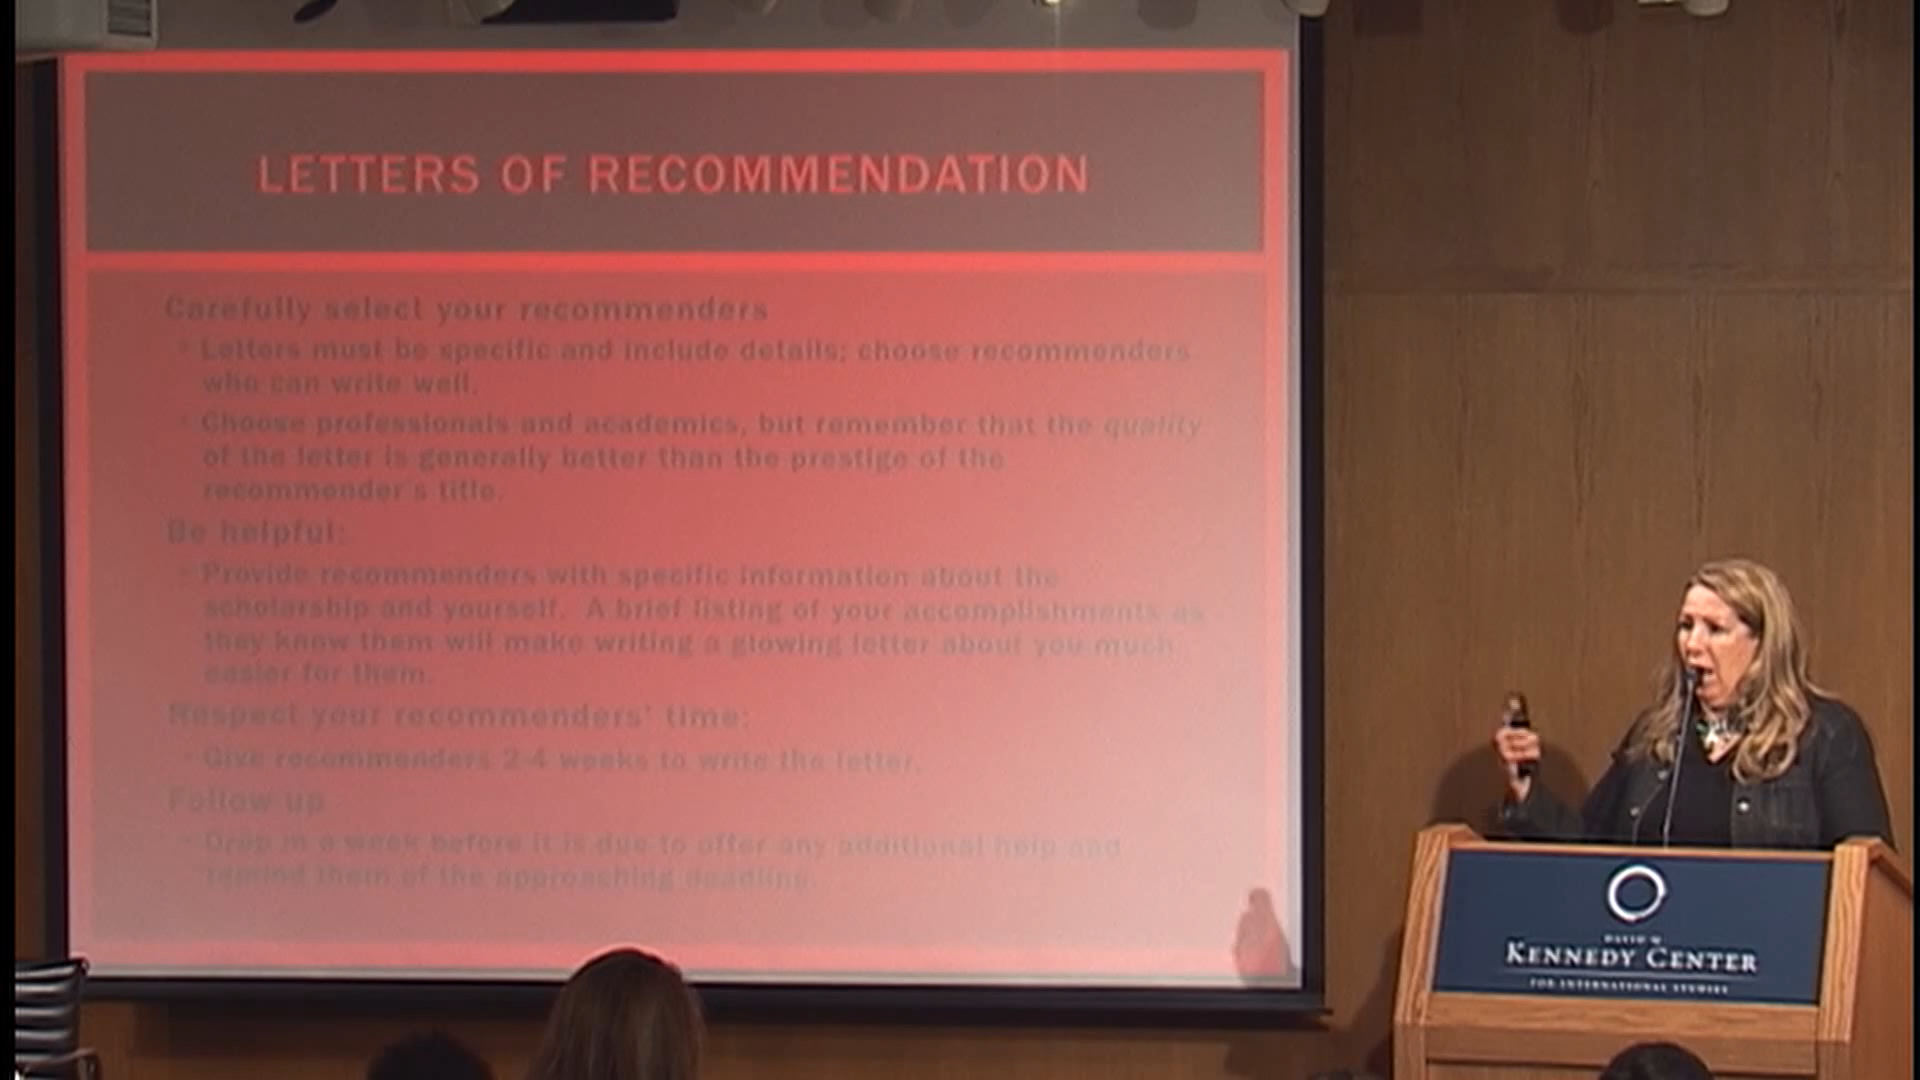 LETTERS OF RECOMMENDATION
Carefully select your recommenders
Letters must be specific and include details; choose recommenders
who can write well.
Choose professionals and academics, but remember that the quality
of the letter is generally better than the prestige of the
recommender's title.
Be helpful:
Provide recommenders with specific information about the
scholarship and yourself. A brief listing of your accomplishments as
they know them will make writing a glowing letter about you much
easier for them.
Respect your recommenders' time:
Give recommenders 2-4 weeks to write the letter.
Follow up
Drop in a week before it is due to offer any additional help and
remind them of the approaching deadline.
DAVID M
KENNEDY CENTER
FOR INTERNATIONAL STUDIES